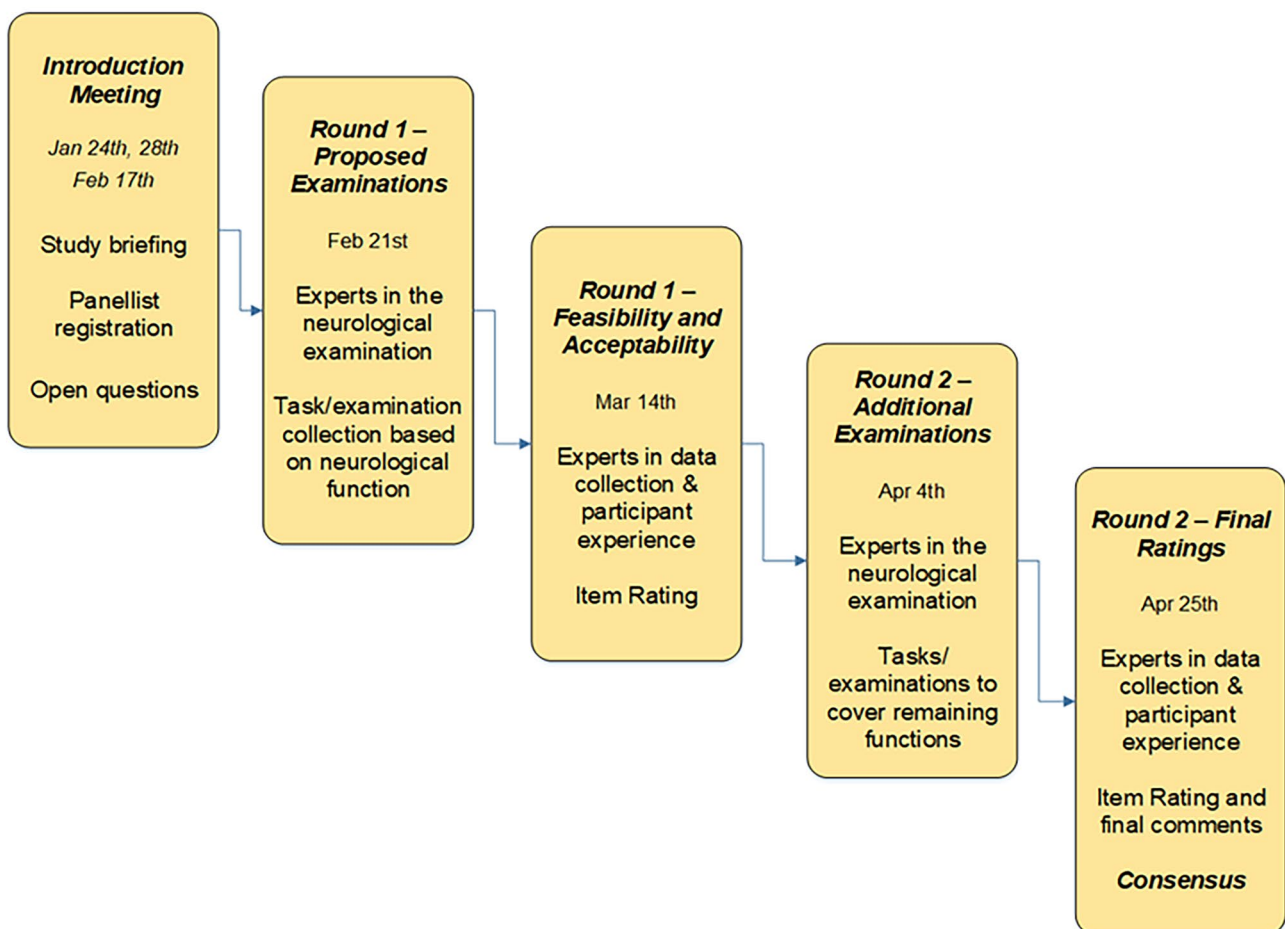 Introduction
Meeting
Jan 24th, 28th
Feb 17th
Study briefing
Panellist
registration
Open questions
Round 1 –
Proposed
Examinations
Feb 21st
Experts in the
neurological
examination
Task/examination
collection based
on neurological
function
Round 1 –
Feasibility and
Acceptability
Mar 14th
Experts in data
collection &
participant
experience
Item Rating
Round 2 –
Additional
Examinations
Apr 4th
Experts in the
neurological
examination
Tasks/
examinations to
cover remaining
functions
Round 2 – Final
Ratings
Apr 25th
Experts in data
collection &
participant
experience
Item Rating and
final comments
Consensus